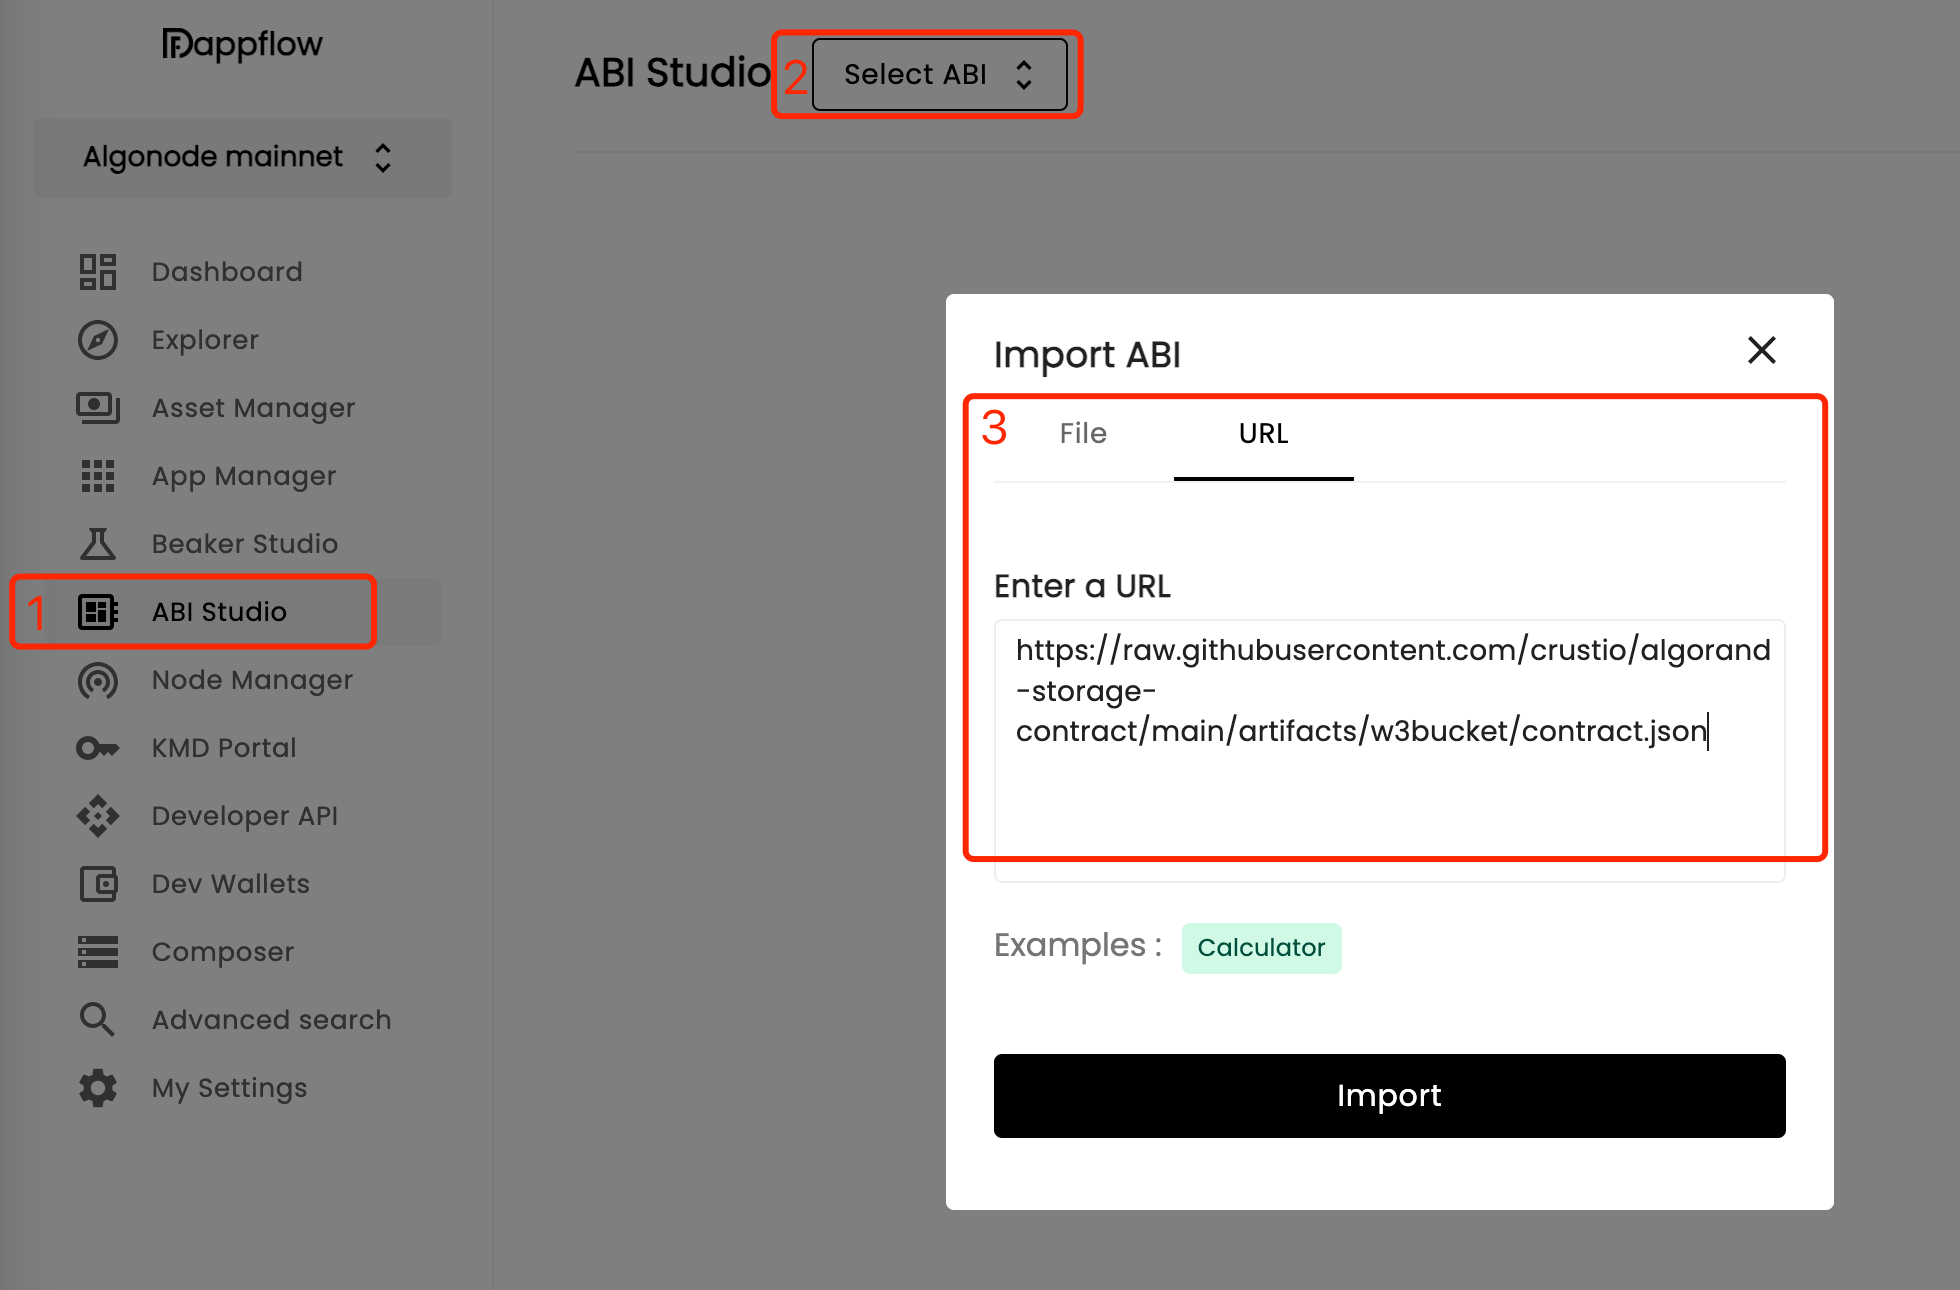 Dappflow
Algonode mainnet
Dashboard
Explorer
Asset Manager
App Manager
Beaker Studio
1 ABI Studio
Node Manager
KMD Portal
Developer API
Dev Wallets
Composer
Advanced search
My Settings
ABI Studio 2 Select ABI
Import ABI
3 File URL
Enter a URL
https://raw.githubusercontent.com/crustio/algorand
-storage-
contract/main/artifacts/w3bucket/contract.json
Examples : Calculator
Import